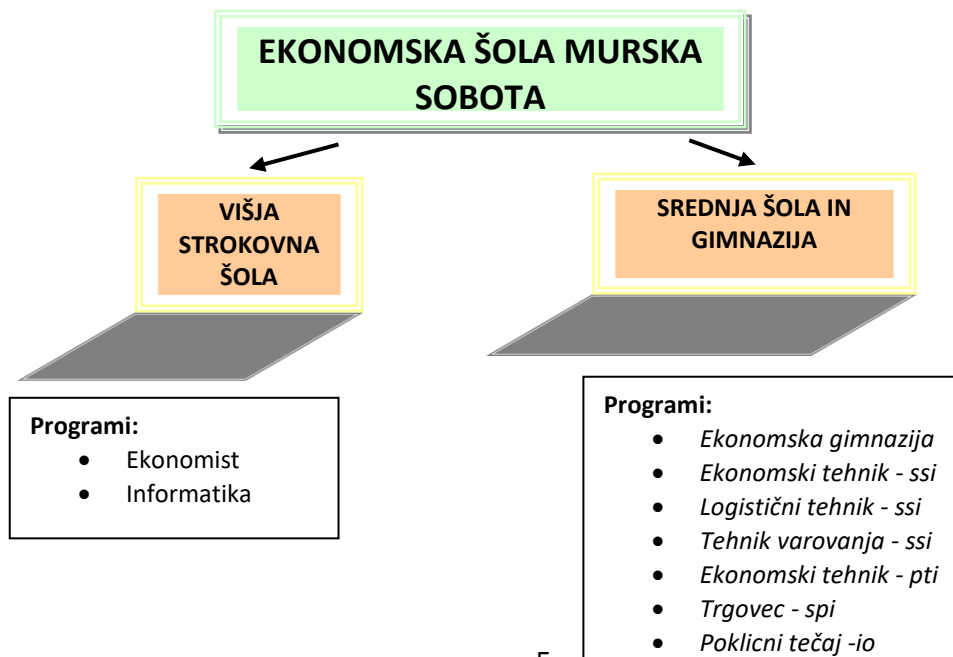 EKONOMSKA ŠOLA MURSKA
SOBOTA
VIŠJA
STROKOVNA
ŠOLA
SREDNJA ŠOLA IN
GIMNAZIJA
Programi:
• Ekonomist
• Informatika
Programi:
• Ekonomska gimnazija
• Ekonomski tehnik - ssi
• Logistični tehnik - ssi
• Tehnik varovanja - ssi
• Ekonomski tehnik - pti
• Trgovec - spi
• Poklicni tečaj -io